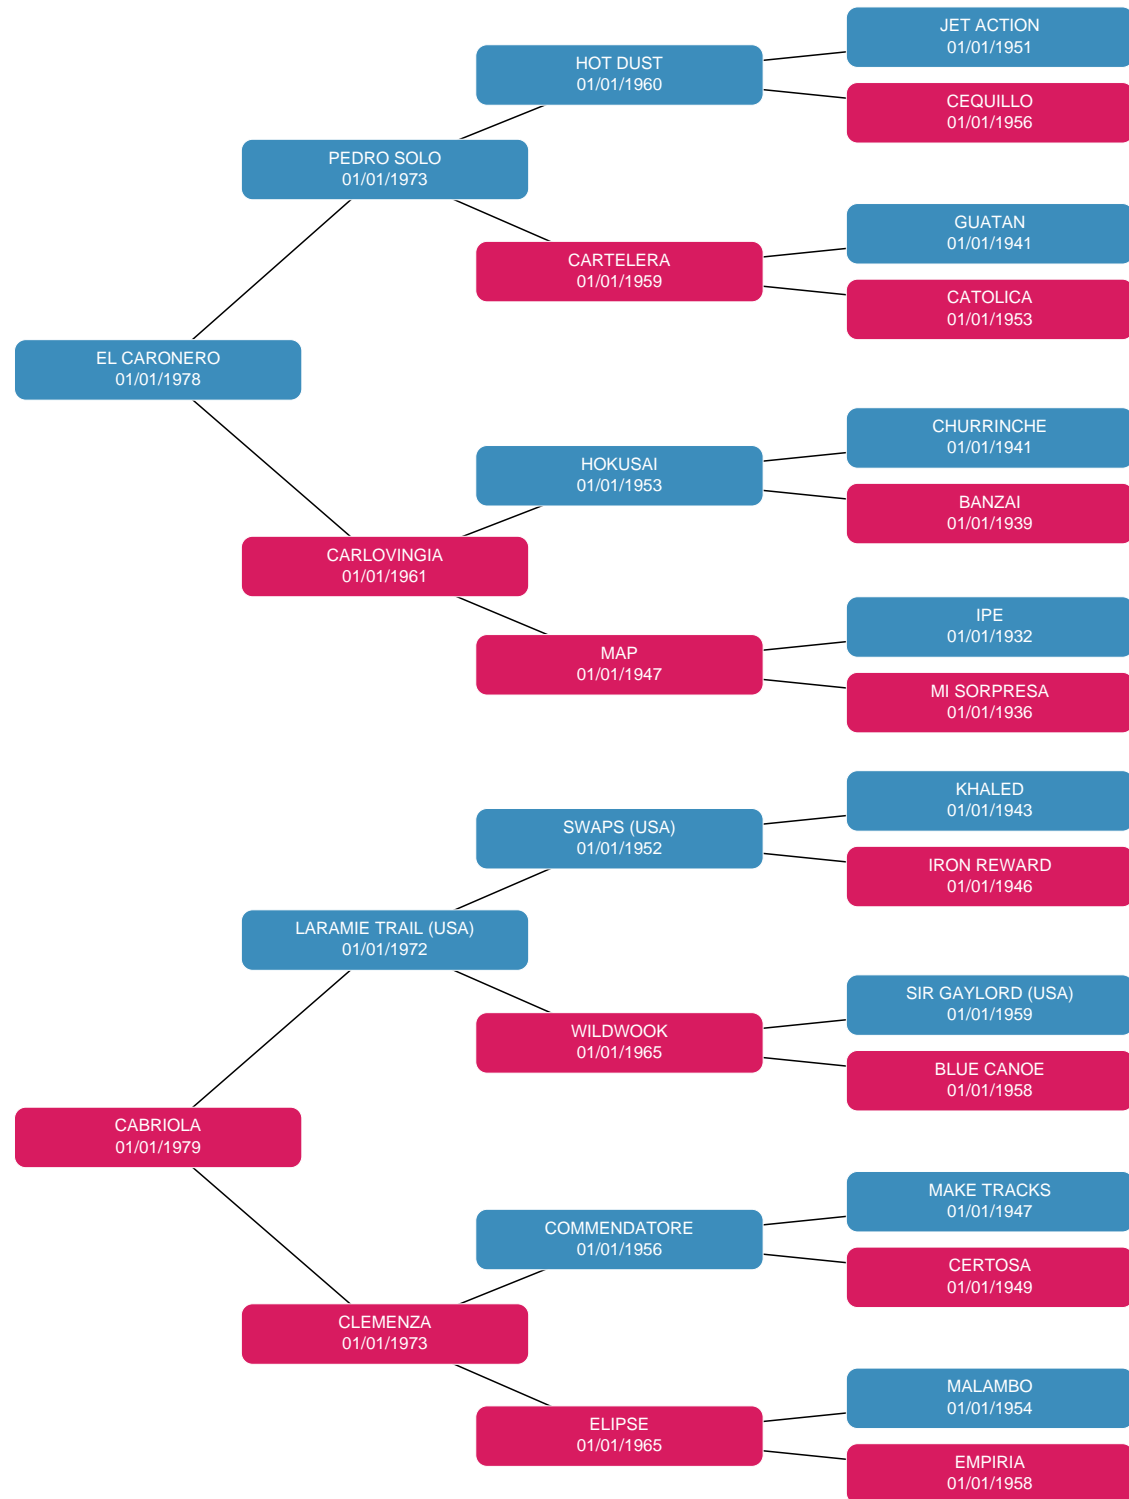 JET ACTION
01/01/1951
HOT DUST
01/01/1960
CEQUILLO
01/01/1956
PEDRO SOLO
01/01/1973
GUATAN
01/01/1941
CARTELERA
01/01/1959
CATOLICA
01/01/1953
EL CARONERO
01/01/1978
CHURRINCHE
01/01/1941
HOKUSAI
01/01/1953
BANZAI
01/01/1939
CARLOVINGIA
01/01/1961
IPE
01/01/1932
MAP
01/01/1947
MI SORPRESA
01/01/1936
KHALED
01/01/1943
SWAPS (USA)
01/01/1952
IRON REWARD
01/01/1946
LARAMIE TRAIL (USA)
01/01/1972
SIR GAYLORD (USA)
01/01/1959
WILDWOOK
01/01/1965
BLUE CANOE
01/01/1958
CABRIOLA
01/01/1979
MAKE TRACKS
01/01/1947
COMMENDATORE
01/01/1956
CERTOSA
01/01/1949
CLEMENZA
01/01/1973
MALAMBO
01/01/1954
ELIPSE
01/01/1965
EMPIRIA
01/01/1958